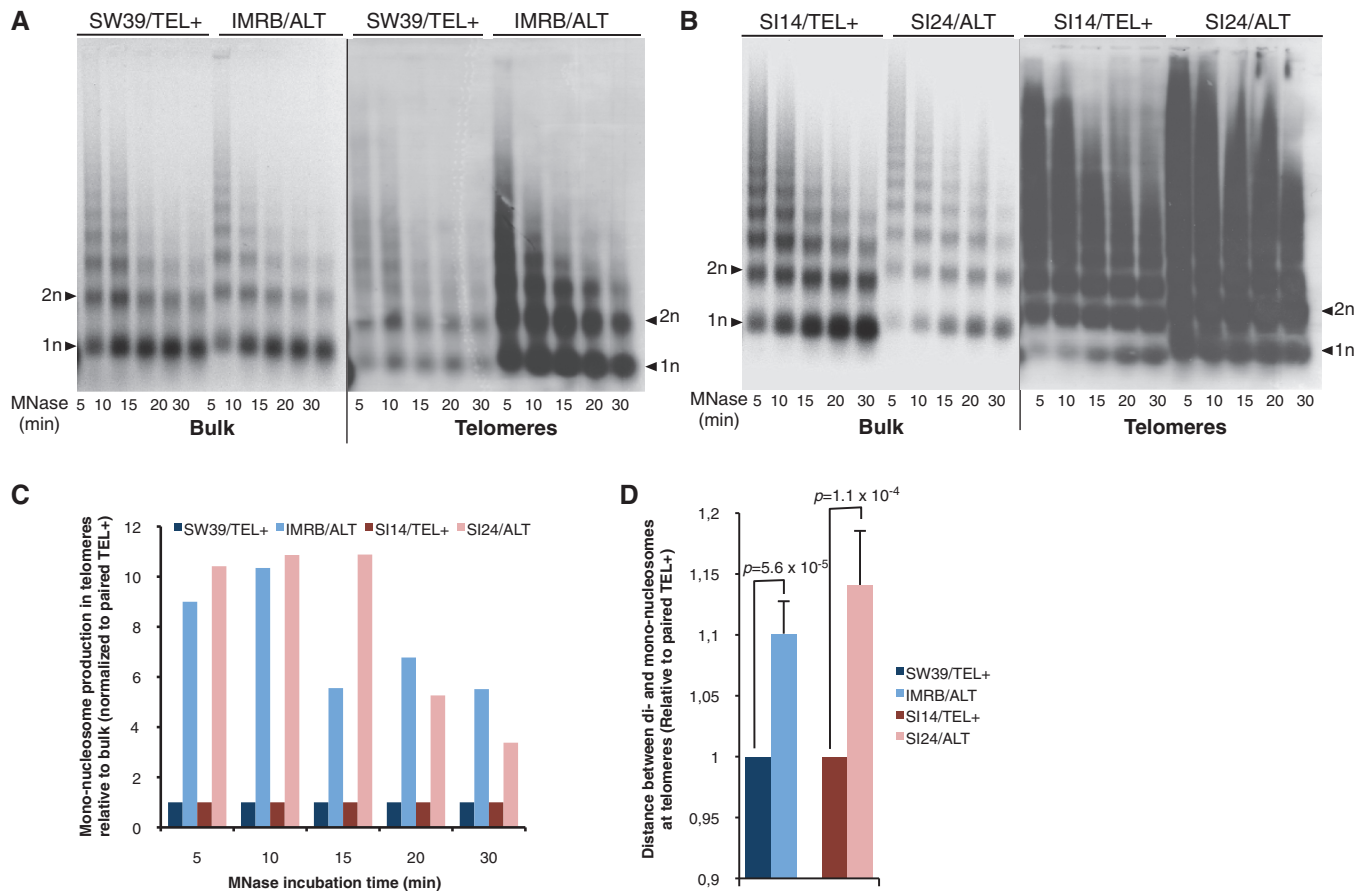 A
SW39/TEL+ IMRB/ALT SW39/TEL+ IMRB/ALT
2n
1n
2n
1n
MNase 5 10 15 20 30 5 10 15 20 30 5 10 15 20 30 5 10 15 20 30
(min)
Bulk Telomeres
B
SI14/TEL+ SI24/ALT SI14/TEL+ SI24/ALT
2n
1n
2n
1n
MNase 5 10 15 20 30 5 10 15 20 30 5 10 15 20 30 5 10 15 20 30
(min)
Bulk Telomeres
C
Mono-nucleosome production in telomeres
relative to bulk (normalized to paired TEL+)
SW39/TEL+ IMRB/ALT SI14/TEL+ SI24/ALT
12
10
8
6
4
2
0
5 10 15 20 30
MNase incubation time (min)
D
Distance between di- and mono-nucleosomes
at telomeres (Relative to paired TEL+)
p=1.1 x 10-4
p=5.6 x 10-5
1,2
1,15
1,1
1,05
1
0,95
0,9
SW39/TEL+
IMRB/ALT
SI14/TEL+
SI24/ALT